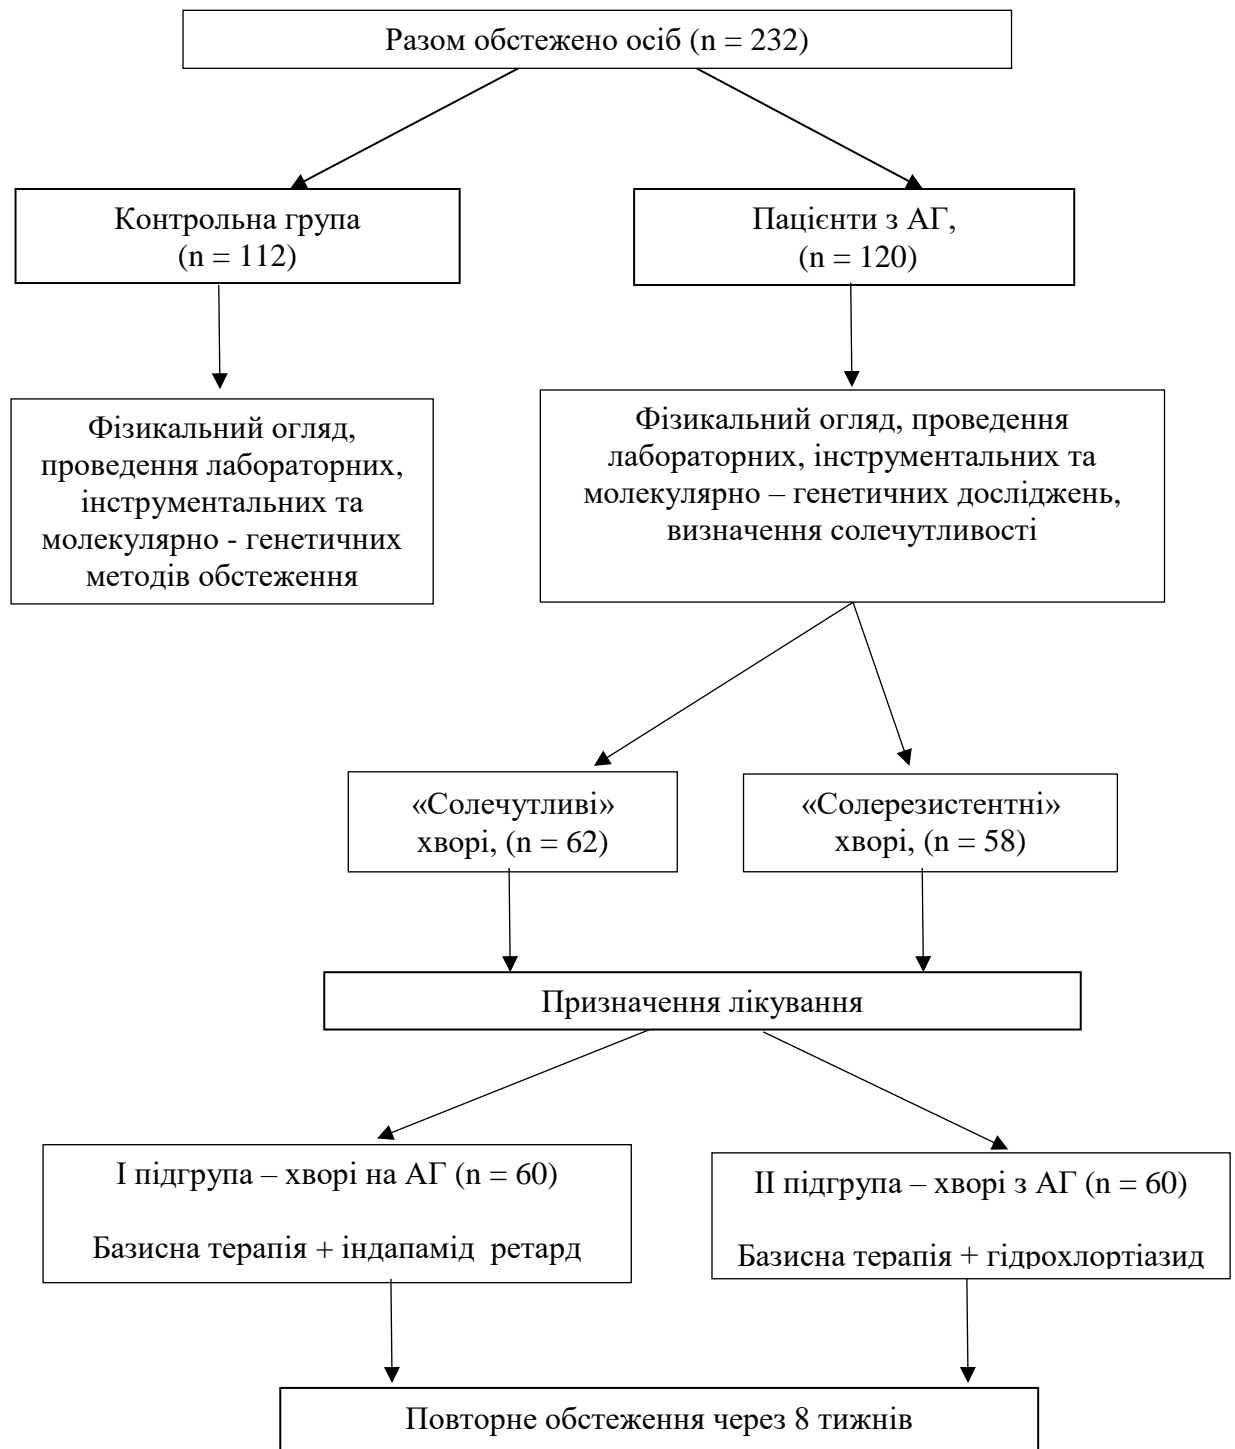 Разом обстежено осіб (n = 232)
Контрольна група
(n = 112)
Пацієнти з АГ,
(n = 120)
Фізикальний огляд,
проведення лабораторних,
інструментальних та
молекулярно - генетичних
методів обстеження
Фізикальний огляд, проведення
лабораторних, інструментальних та
молекулярно – генетичних досліджень,
визначення солечутливості
«Солечутливі»
хворі, (n = 62)
«Солерезистентні»
хворі, (n = 58)
Призначення лікування
І підгрупа – хворі на АГ (n = 60)
Базисна терапія + індапамід ретард
ІІ підгрупа – хворі з АГ (n = 60)
Базисна терапія + гідрохлортіазид
Повторне обстеження через 8 тижнів